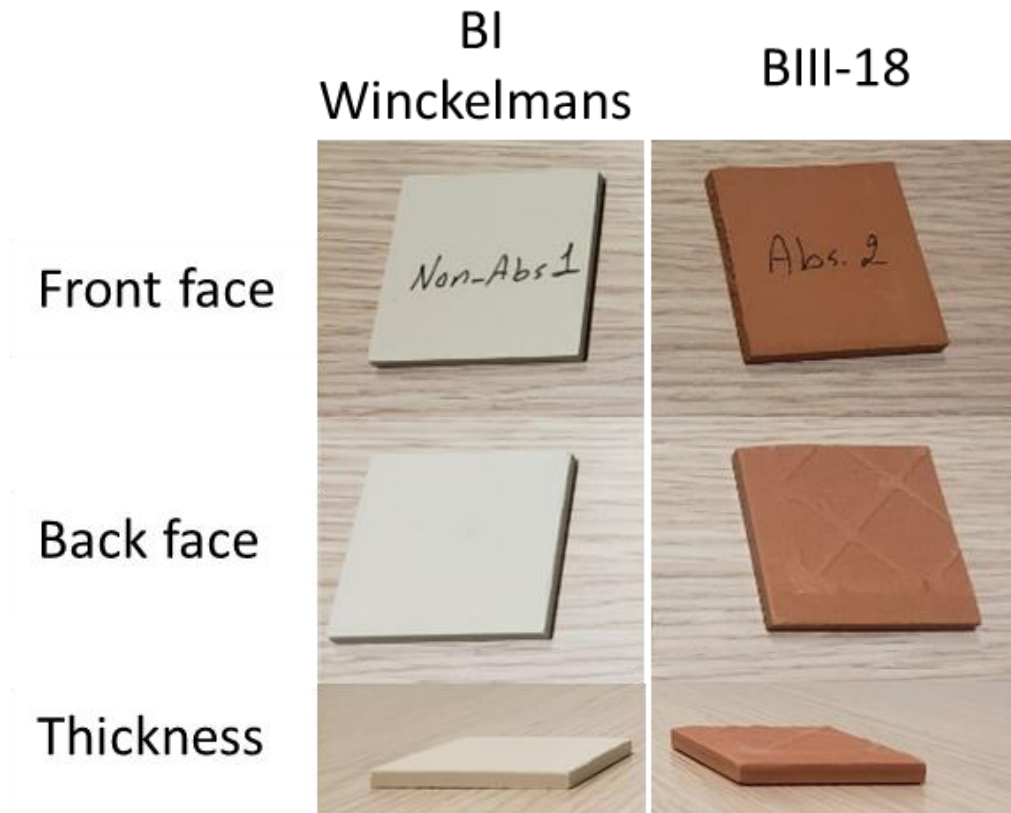 BI
Winckelmans
BIII-18
Front face
Non-Abs 1
Abs. 2
Back face
Thickness